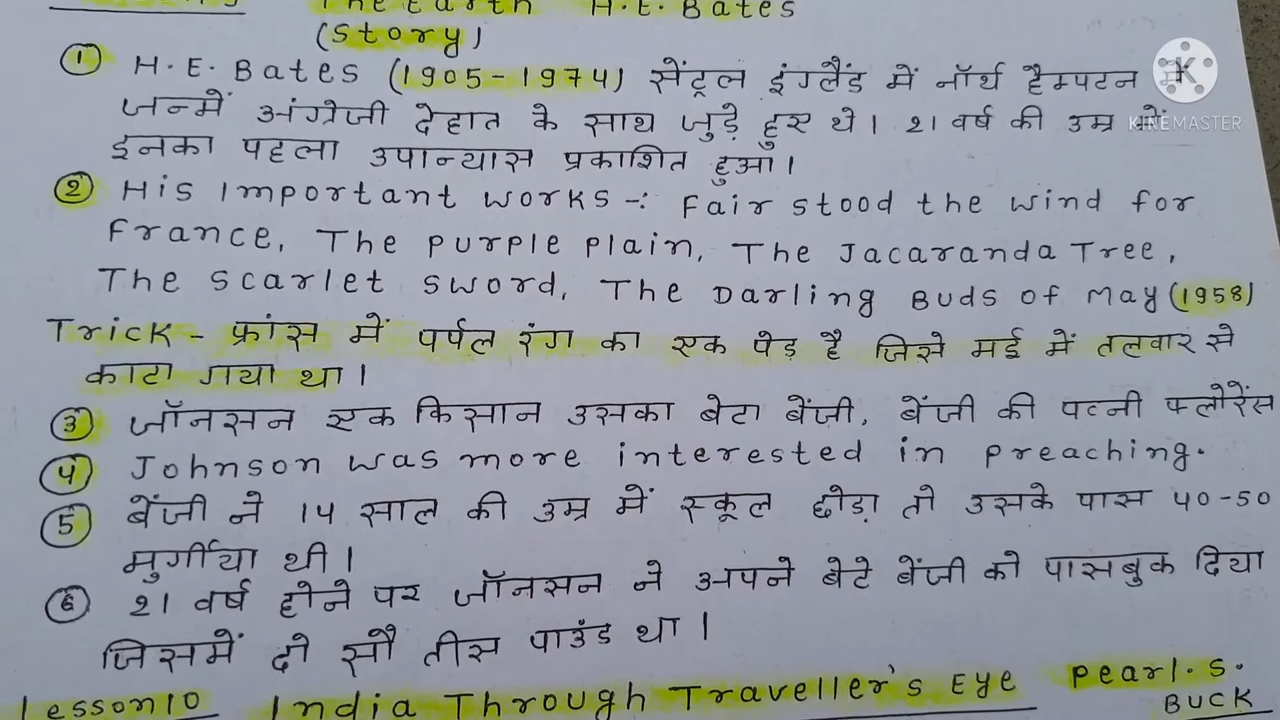 The Earth H.E. Bates
(Story)
① H.E. Bates (1905-1974) सेंट्रल इंग्लैंड में नॉर्थ हैम्पटन में
जन्में अंग्रेजी देहात के साथ जुड़े हुए थे। 21 वर्ष की उम्र में
KINEMASTER
इनका पहला उपान्यास प्रकाशित हुआ।
② His Important works -: Fair stood the wind for
France, The purple plain, The Jacaranda Tree,
The scarlet sword, The Darling Buds of May (1958)
Trick - फ्रांस में पर्पल रंग का एक पेड़ है जिसे मई में तलवार से
काटा गया था।
③ जॉनसन एक किसान उसका बेटा बेंजी, बेंजी की पत्नी फ्लोरेंस
④ Johnson was more interested in preaching.
⑤ बेंजी ने 14 साल की उम्र में स्कूल छोड़ा तो उसके पास 40-50
मुर्गीया थी।
⑥ 21 वर्ष होने पर जॉनसन ने अपने बेटे बेंजी को पासबुक दिया
जिसमें दो सौ तीस पाउंड था।
Lesson 10 India Through Traveller's Eye Pearl. S.
BUCK